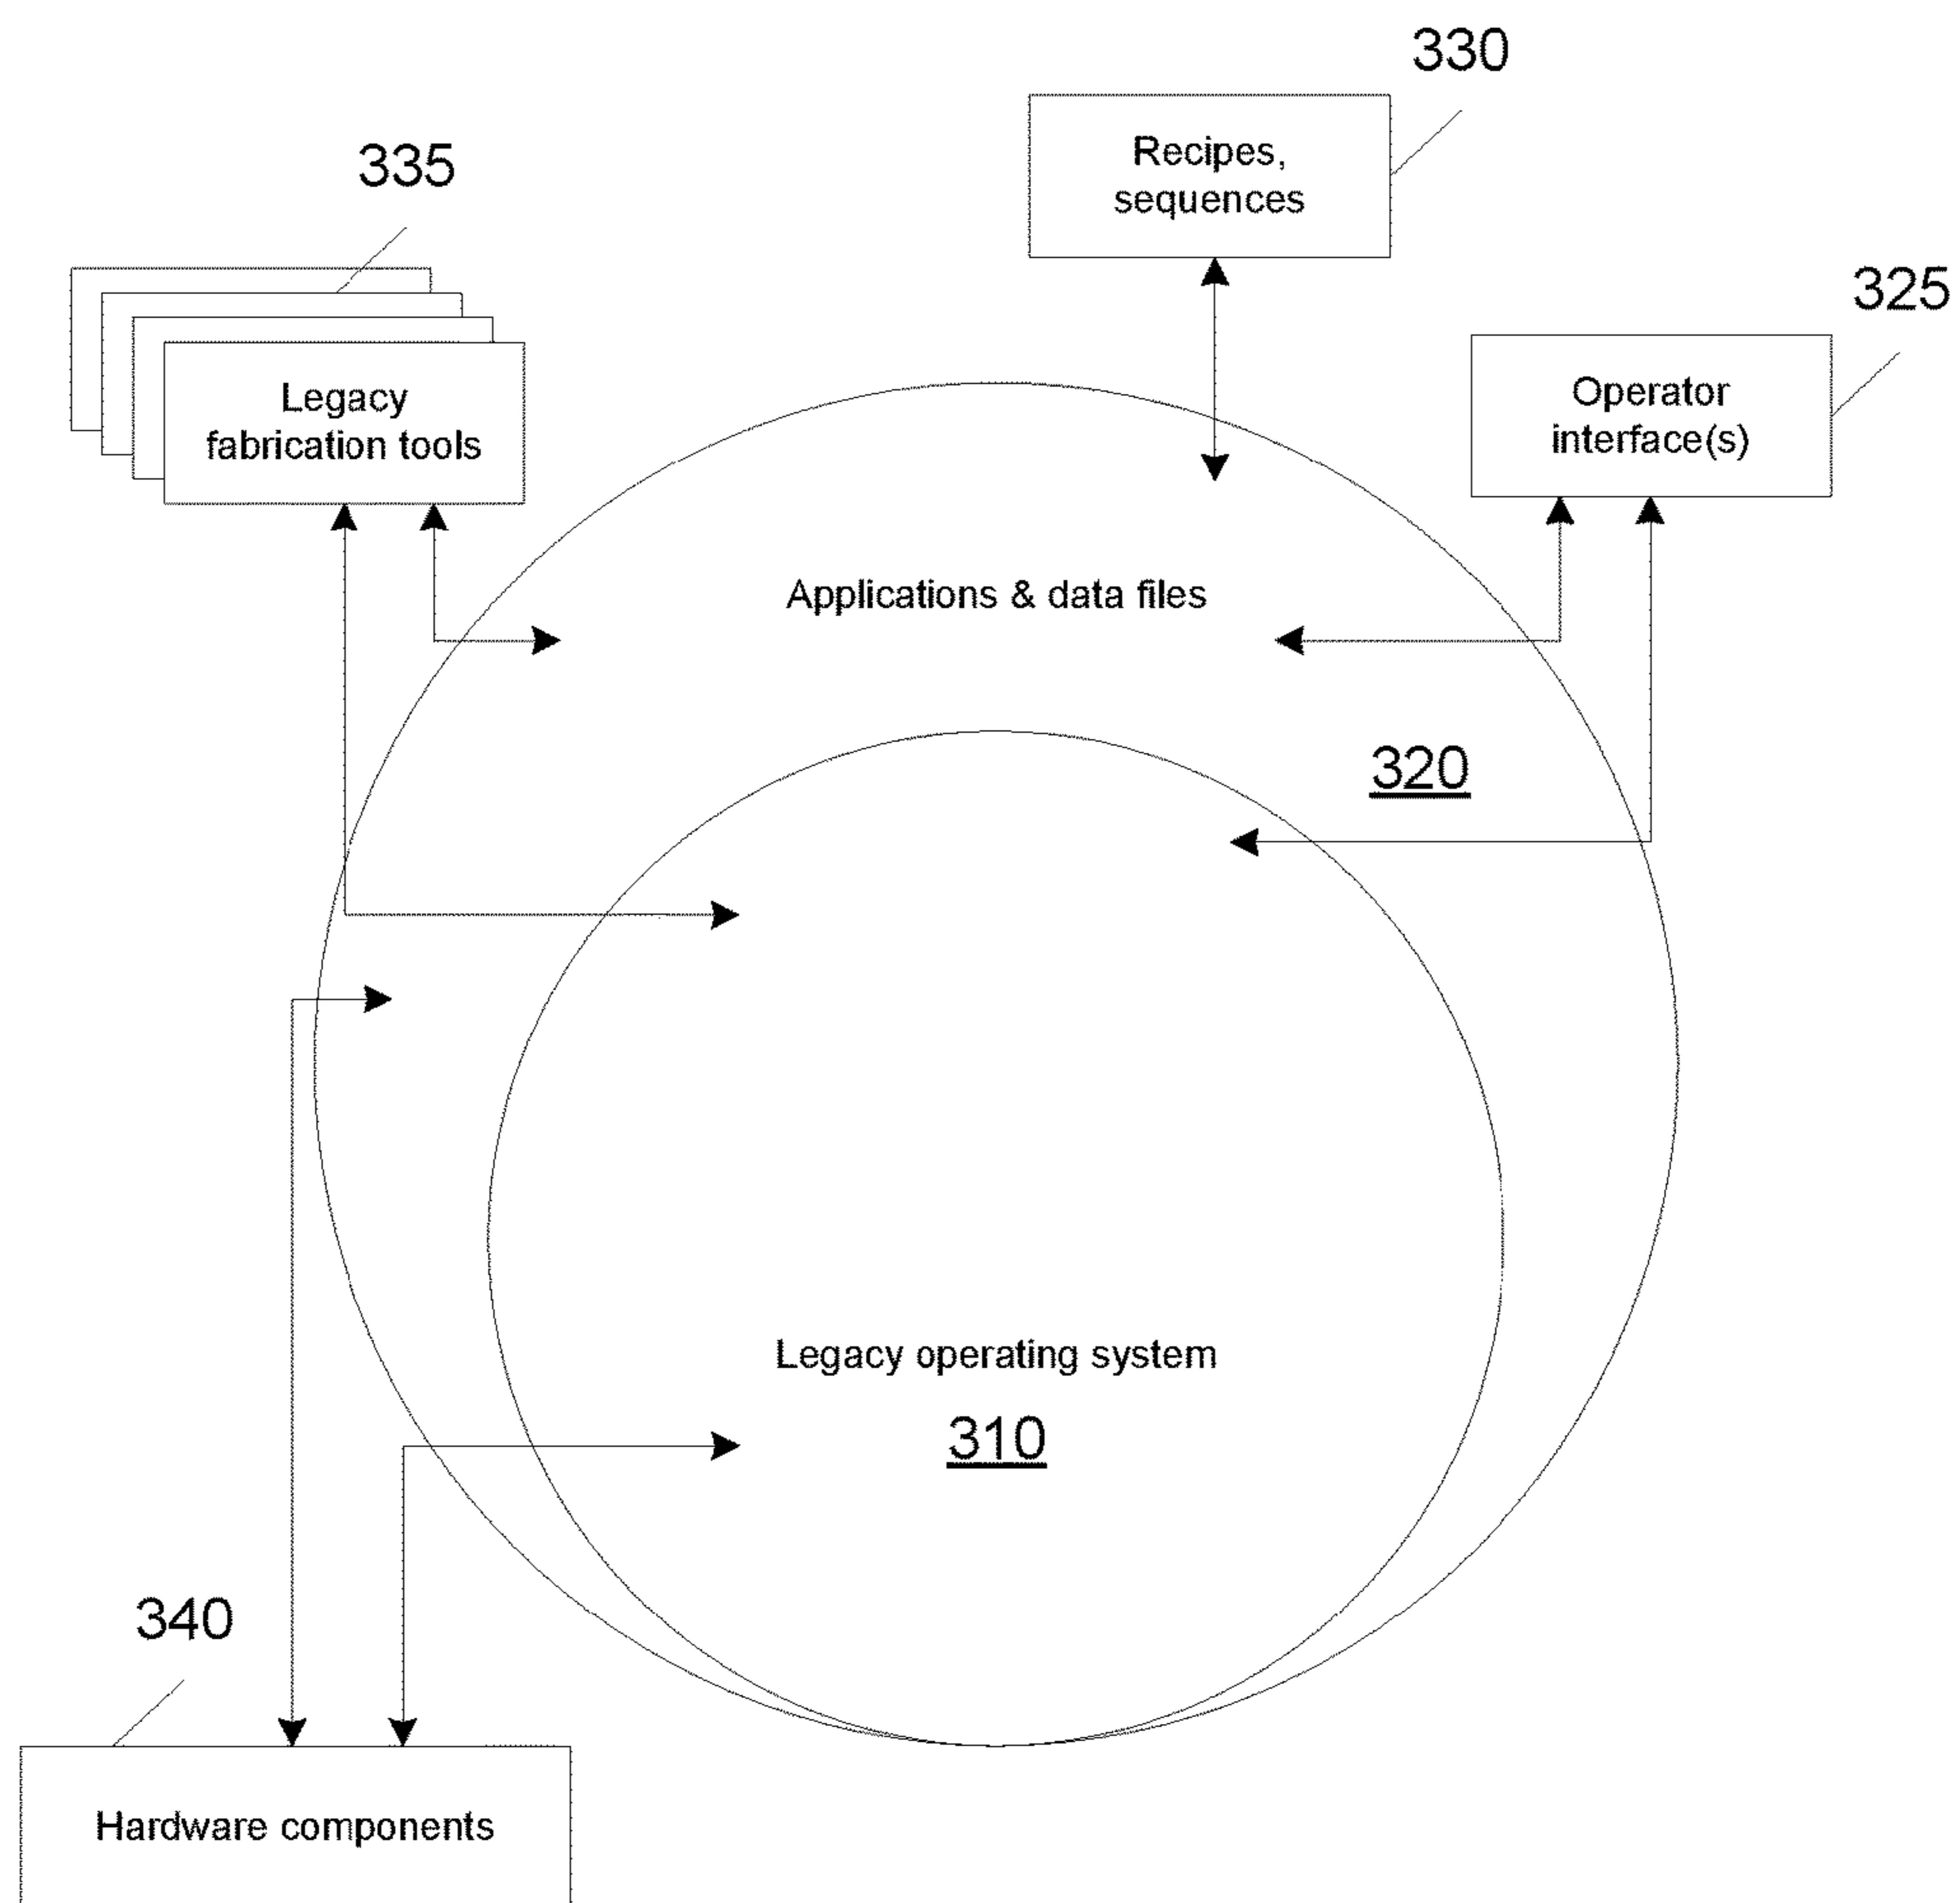 330
Recipes,
sequences
335
325
Legacy
fabrication tools
Operator
interface(s)
Applications & data files
320
Legacy operating system
310
340
Hardware components